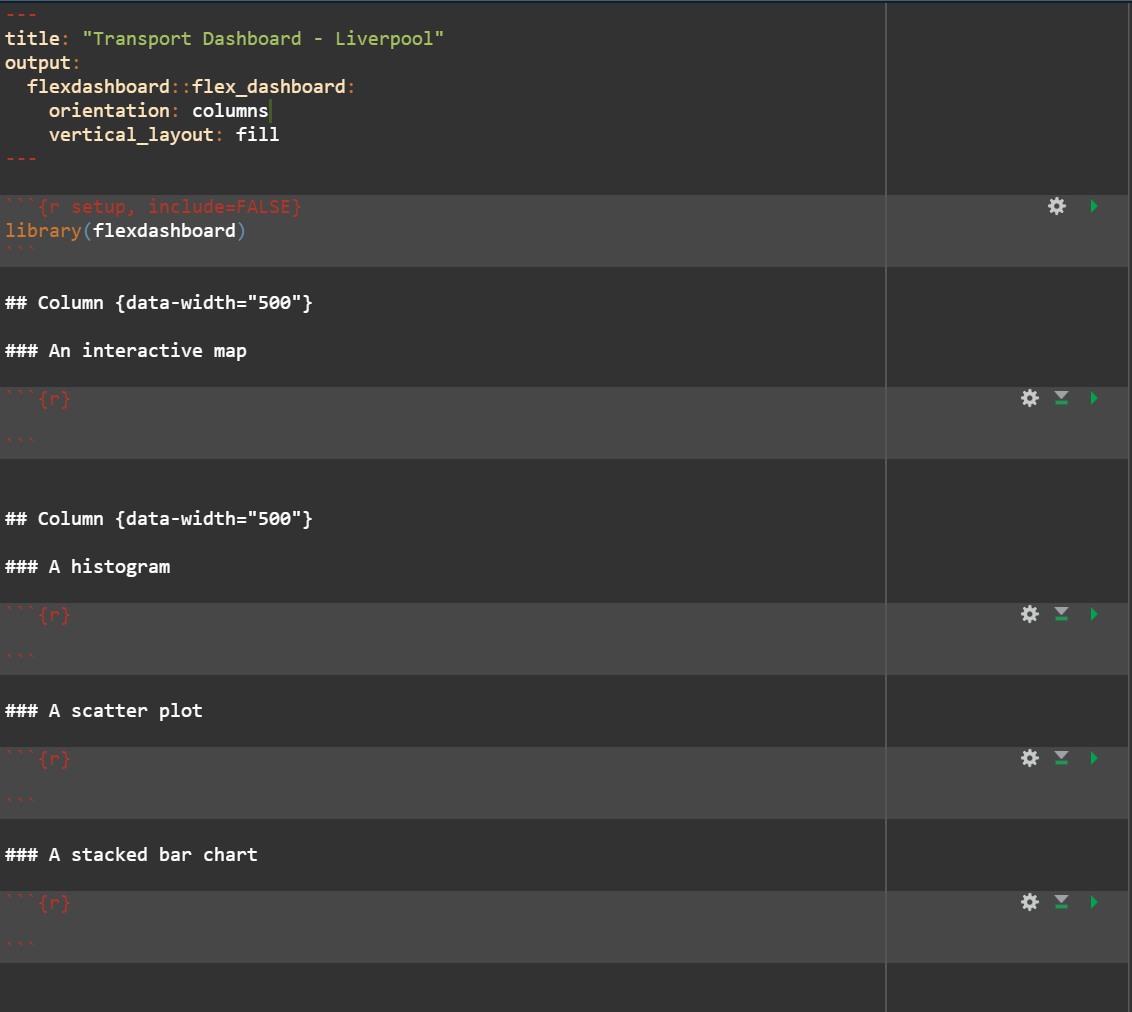 ---
title: "Transport Dashboard - Liverpool"
output:
  flexdashboard::flex_dashboard:
    orientation: columns
    vertical_layout: fill
---
```{r setup, include=FALSE}
library(flexdashboard)
```
## Column {data-width="500"}
### An interactive map
```{r}
```
## Column {data-width="500"}
### A histogram
```{r}
```
### A scatter plot
```{r}
```
### A stacked bar chart
```{r}
```